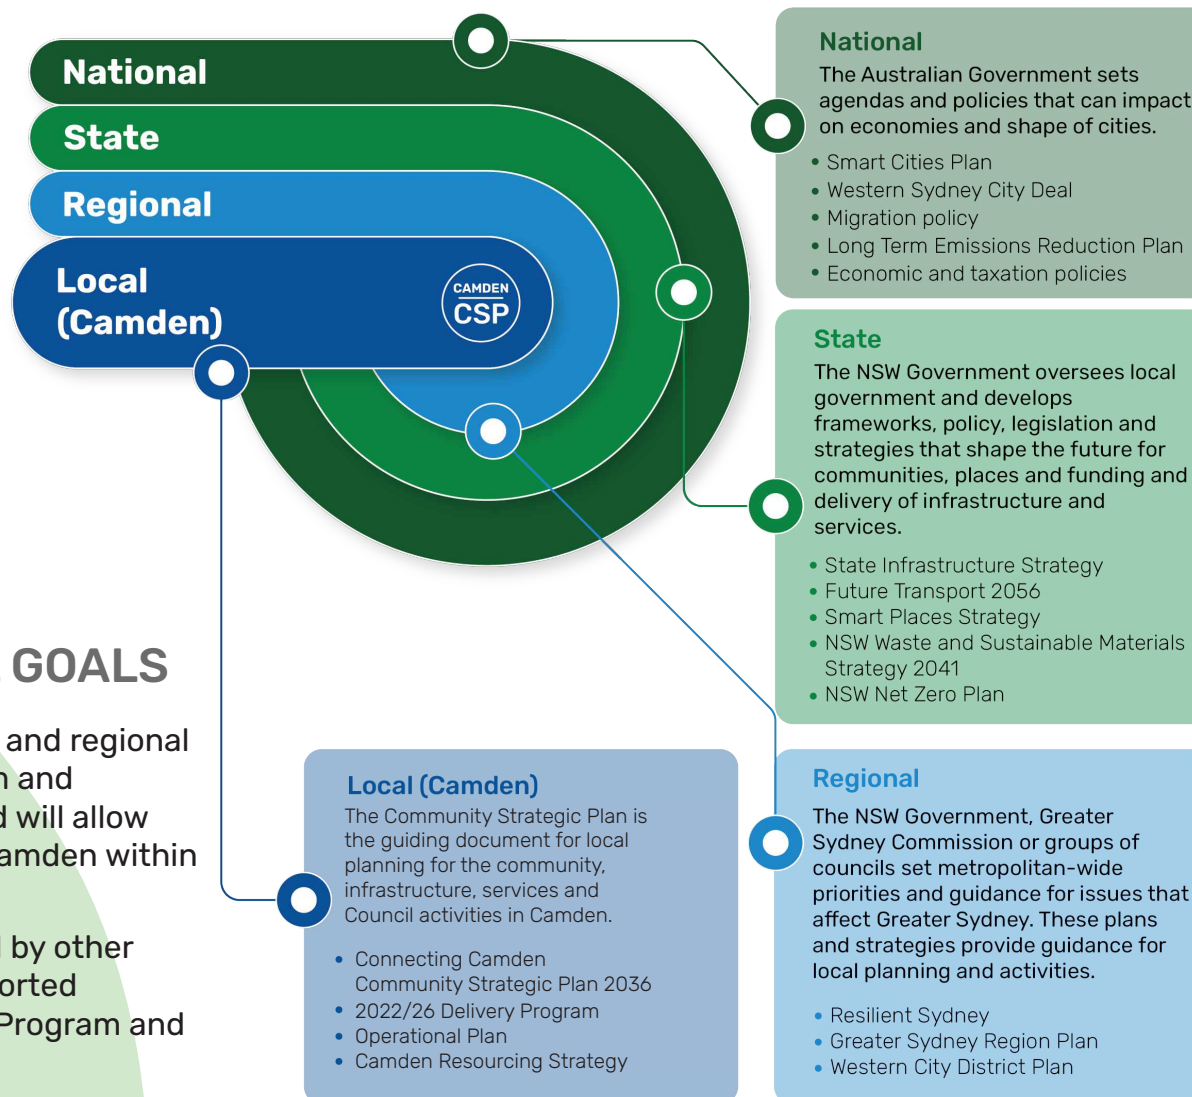 National
State
Regional
Local
(Camden)
CAMDEN
CSP
National
The Australian Government sets
agendas and policies that can impact
on economies and shape of cities.
• Smart Cities Plan
• Western Sydney City Deal
• Migration policy
• Long Term Emissions Reduction Plan
• Economic and taxation policies
State
The NSW Government oversees local
government and develops
frameworks, policy, legislation and
strategies that shape the future for
communities, places and funding and
delivery of infrastructure and
services.
• State Infrastructure Strategy
• Future Transport 2056
• Smart Places Strategy
• NSW Waste and Sustainable Materials
Strategy 2041
• NSW Net Zero Plan
GOALS
and regional
and
will allow
amden within
by other
orted
Program and
Local (Camden)
The Community Strategic Plan is
the guiding document for local
planning for the community,
infrastructure, services and
Council activities in Camden.
• Connecting Camden
Community Strategic Plan 2036
• 2022/26 Delivery Program
• Operational Plan
• Camden Resourcing Strategy
Regional
The NSW Government, Greater
Sydney Commission or groups of
councils set metropolitan-wide
priorities and guidance for issues that
affect Greater Sydney. These plans
and strategies provide guidance for
local planning and activities.
• Resilient Sydney
• Greater Sydney Region Plan
• Western City District Plan